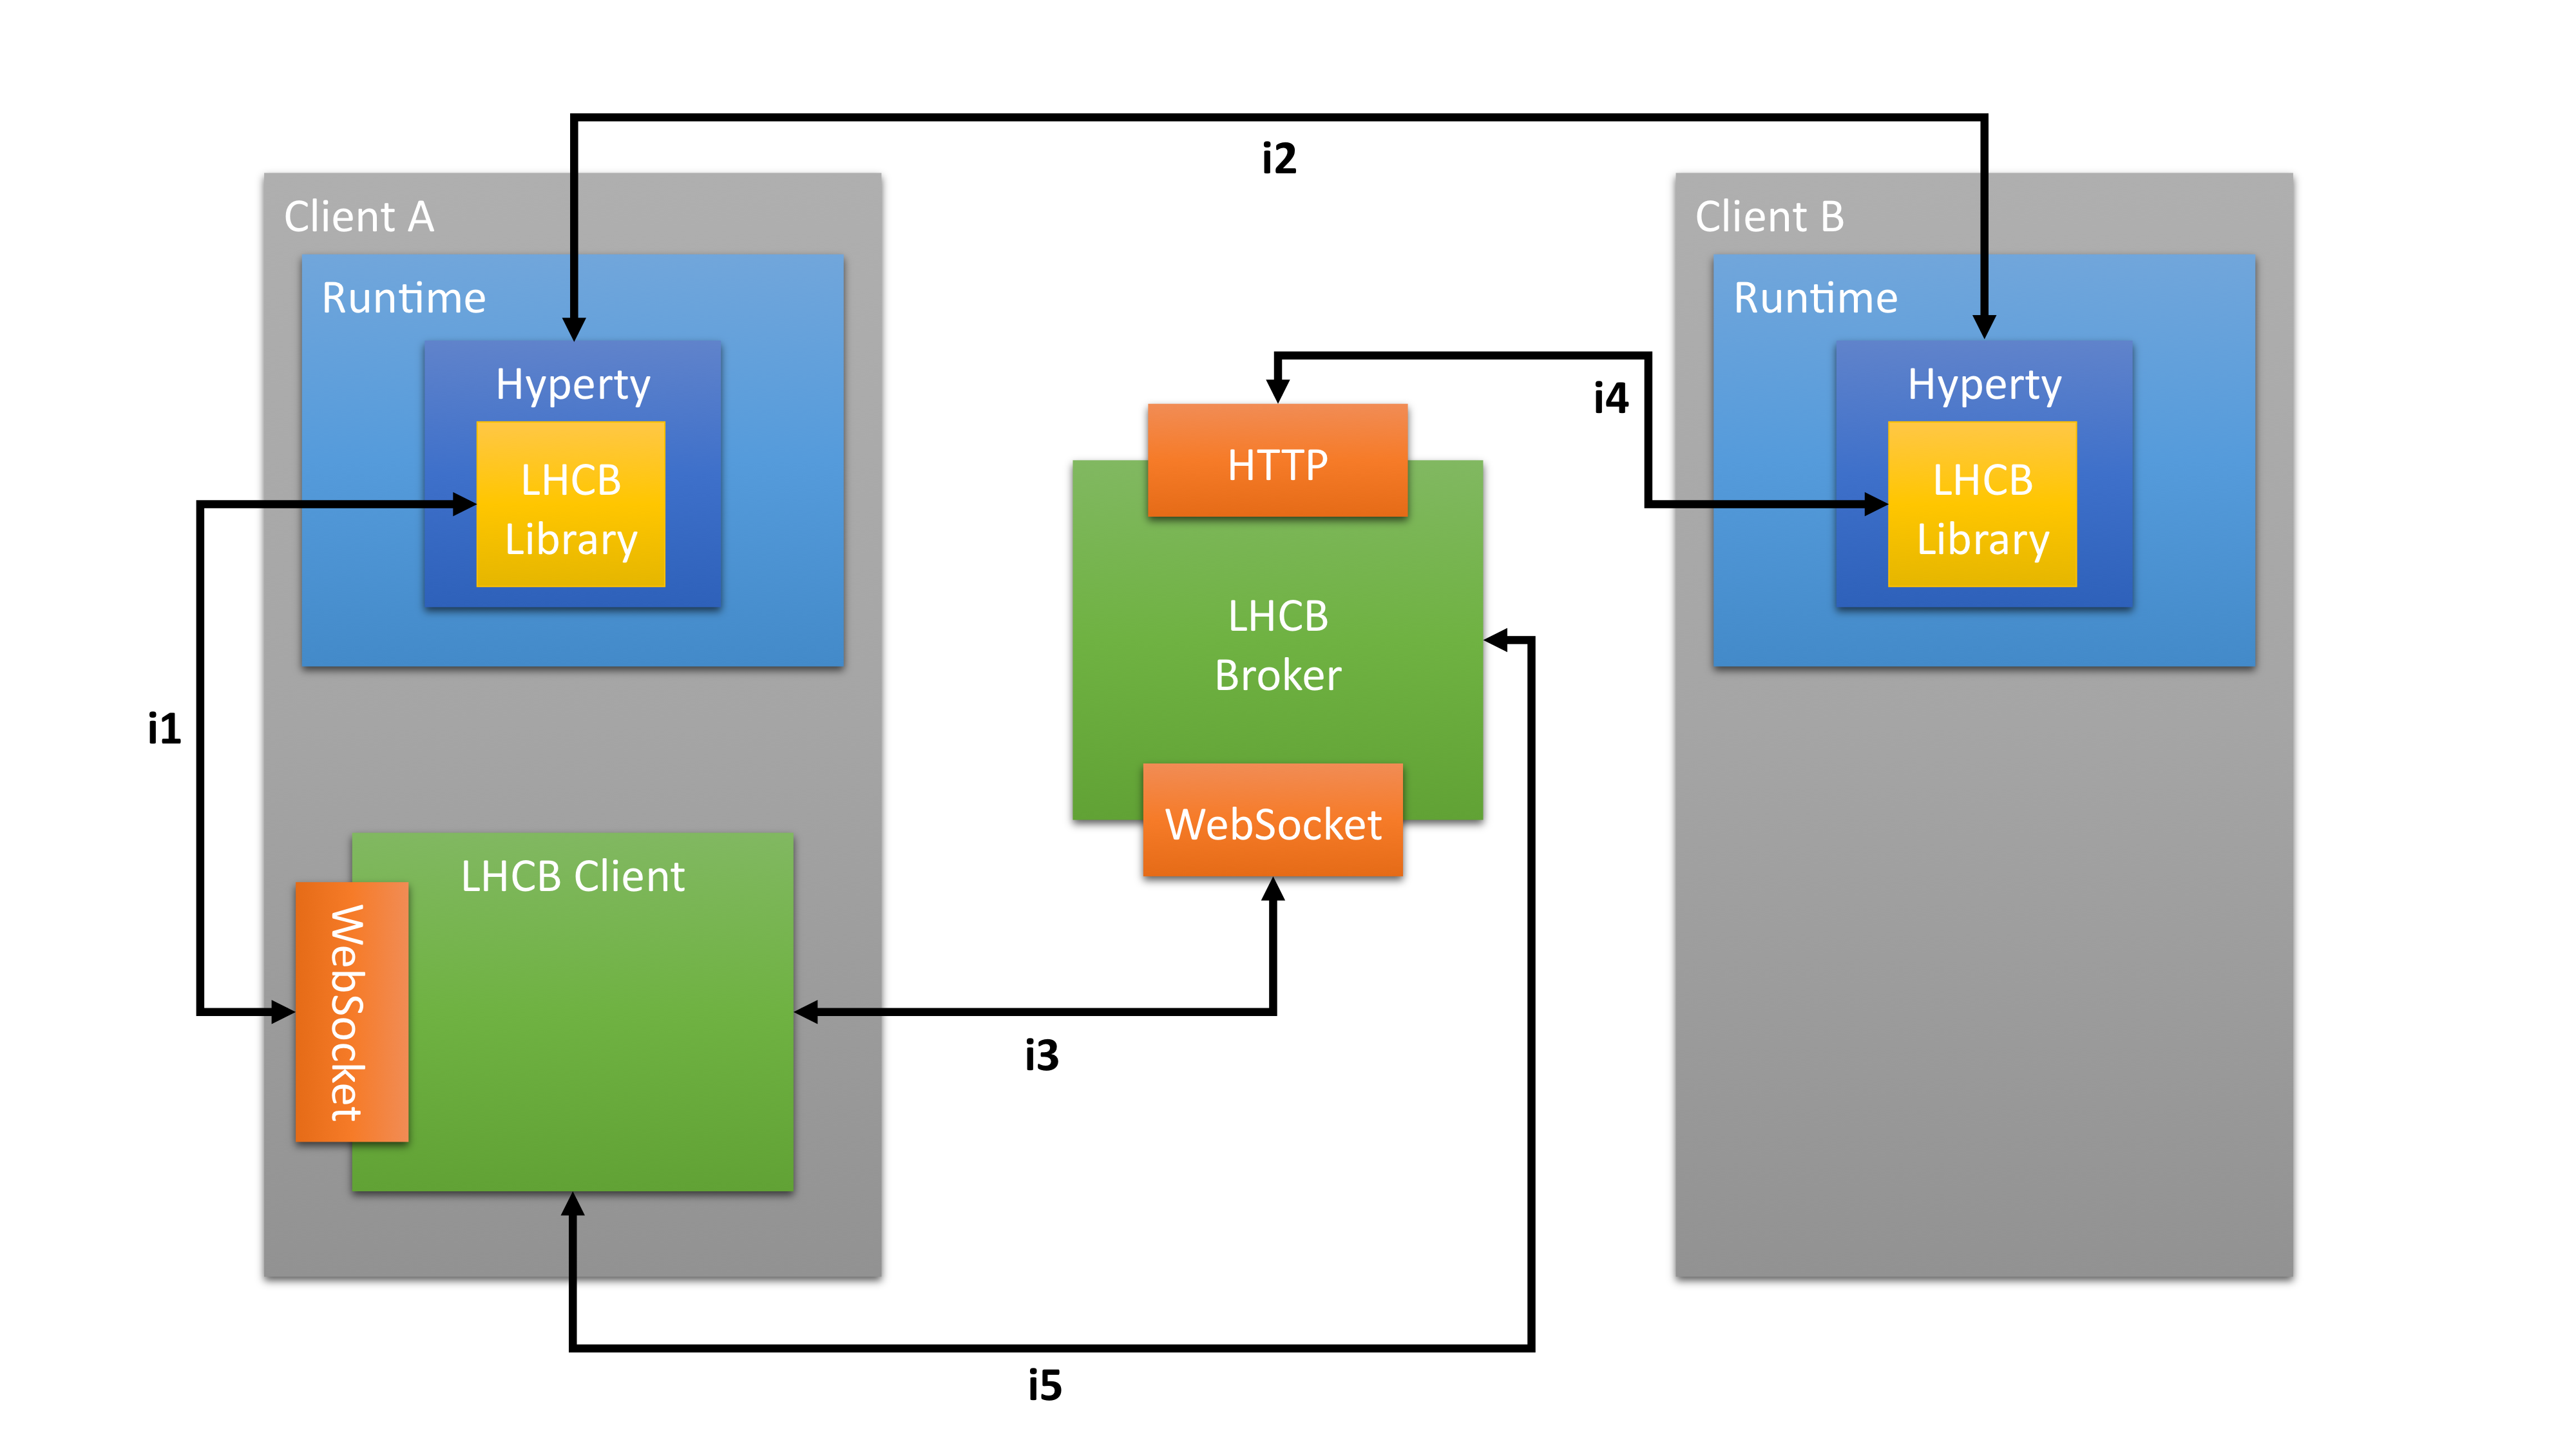 i2
Client A
Runtime
Hyperty
LHCB
Library
i1
LHCB Client
WebSocket
HTTP
LHCB
Broker
WebSocket
i3
i5
i4
Client B
Runtime
Hyperty
LHCB
Library